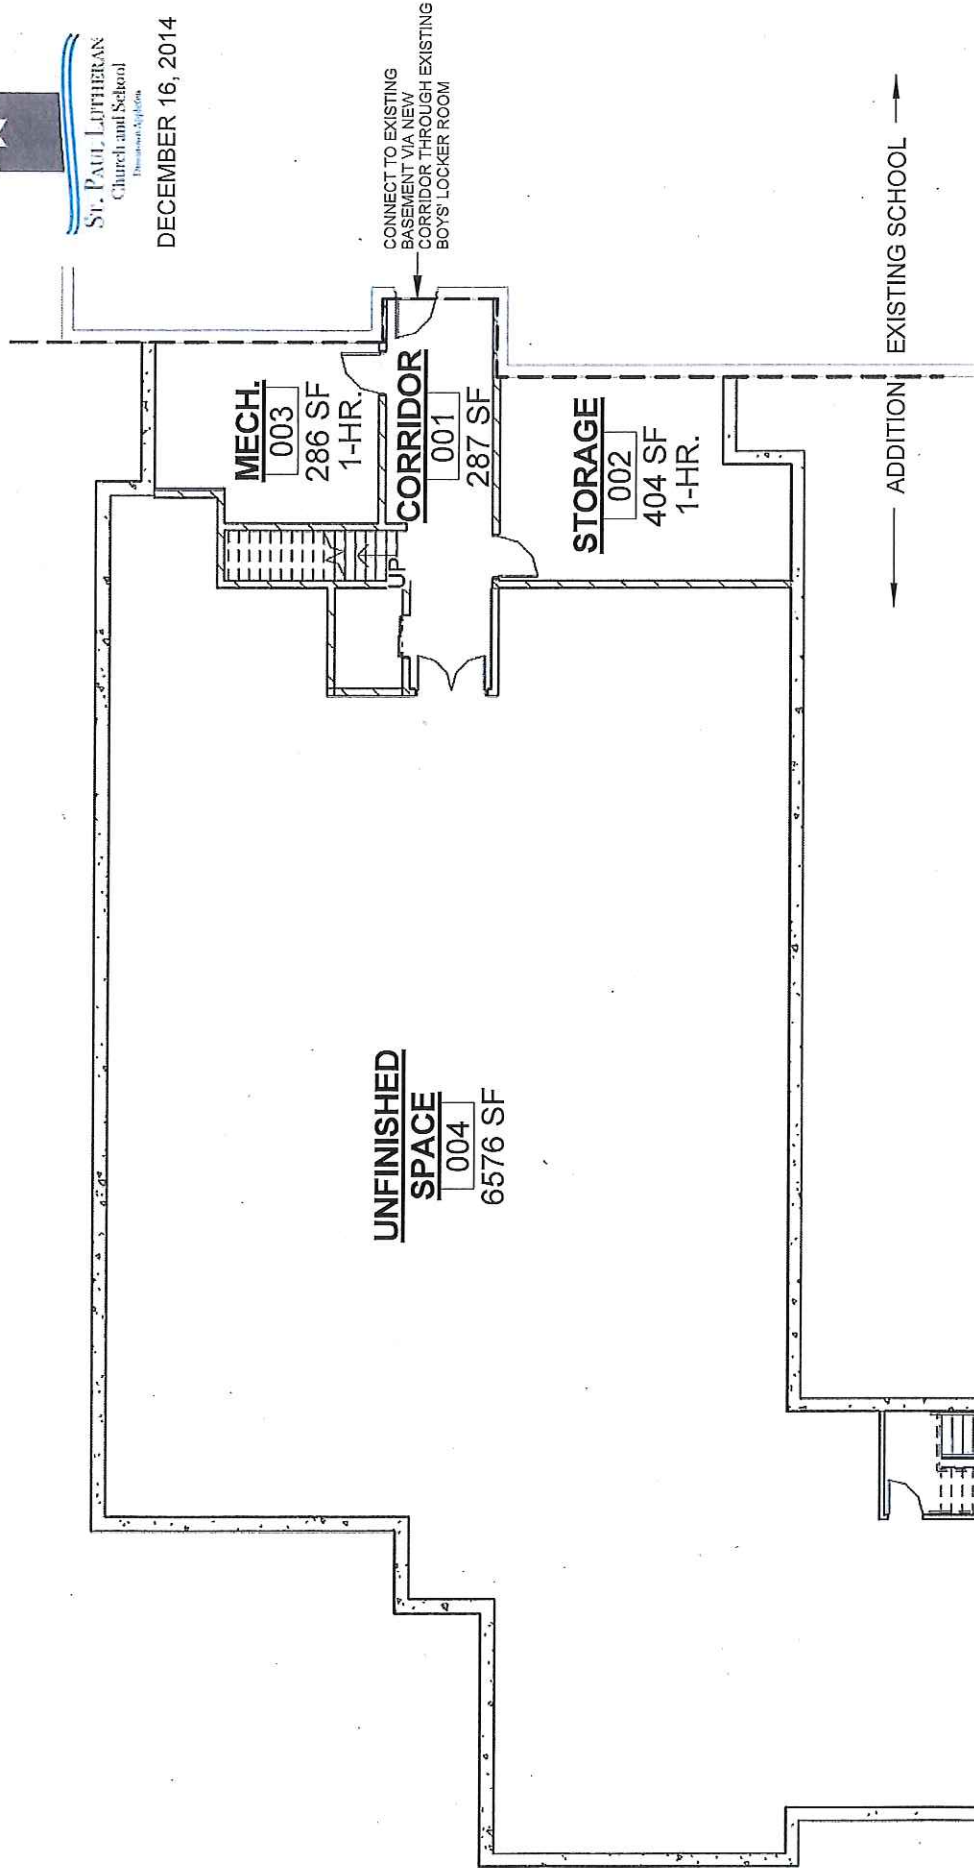 St. Paul Lutheran
Church and School
Downtown Appleton
DECEMBER 16, 2014
CONNECT TO EXISTING
BASEMENT VIA NEW
CORRIDOR THROUGH EXISTING
BOYS' LOCKER ROOM
MECH.
003
286 SF
1-HR.
CORRIDOR
001
287 SF
UP
STORAGE
002
404 SF
1-HR.
ADDITION
EXISTING SCHOOL
UNFINISHED
SPACE
004
6576 SF